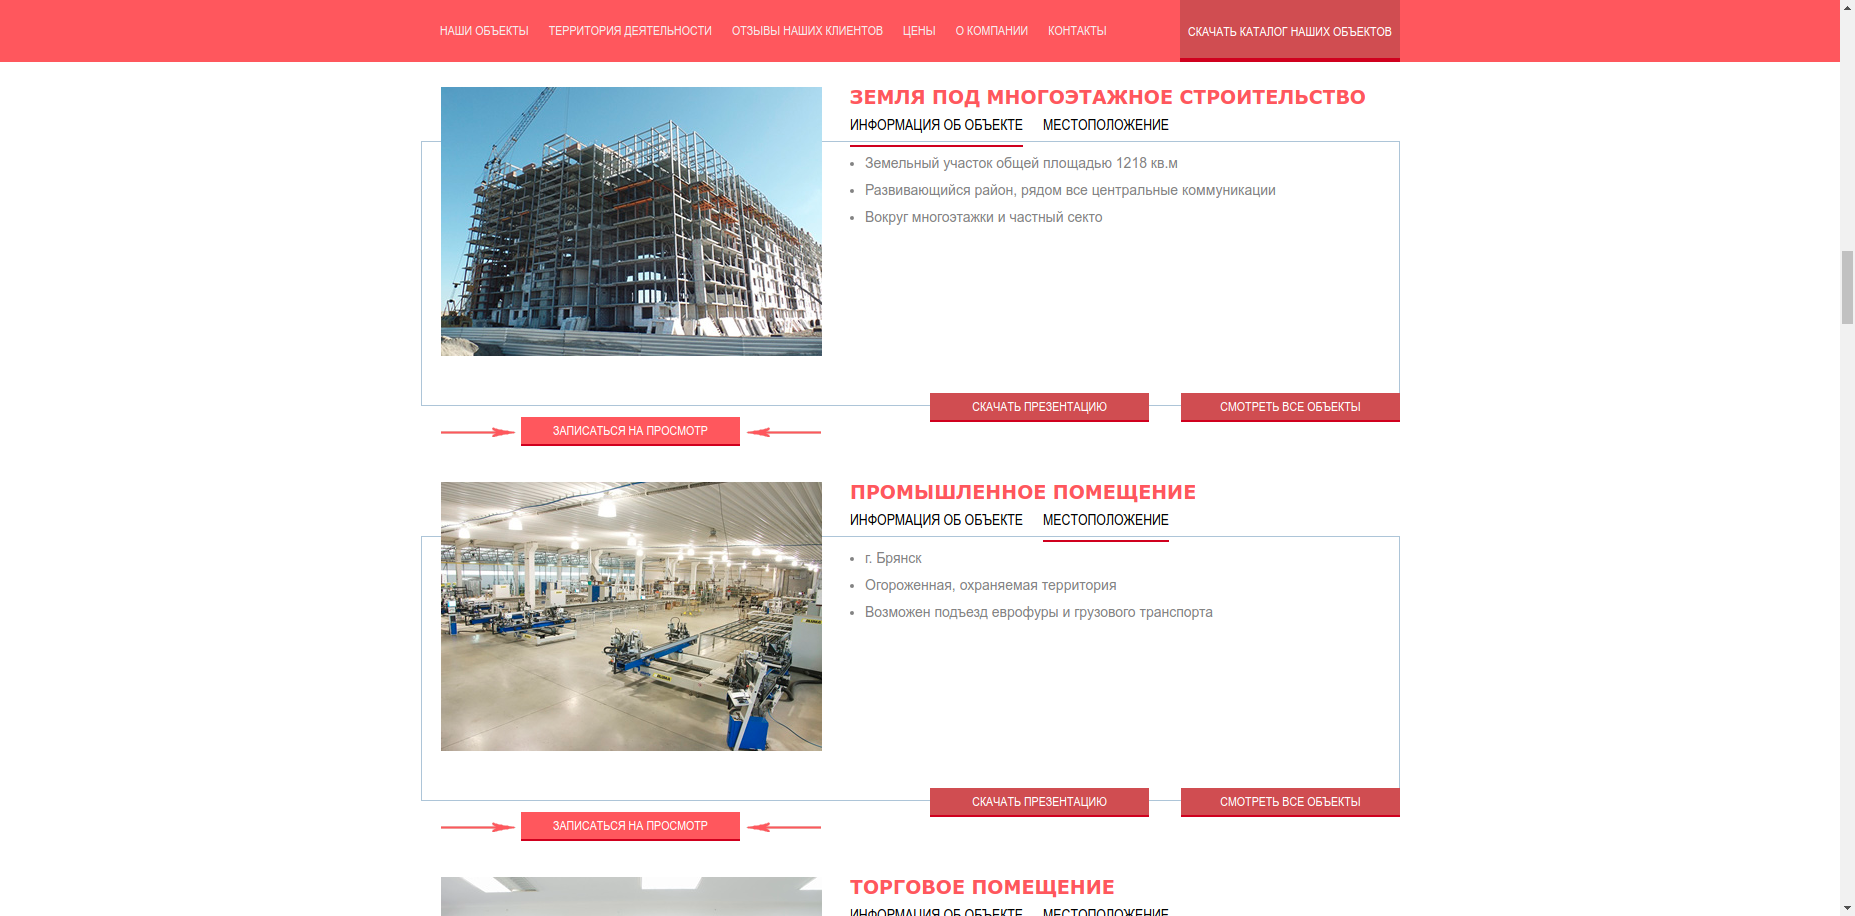 НАШИ ОБЪЕКТЫ ТЕРРИТОРИЯ ДЕЯТЕЛЬНОСТИ ОТЗЫВЫ НАШИХ КЛИЕНТОВ ЦЕНЫ О КОМПАНИИ КОНТАКТЫ СКАЧАТЬ КАТАЛОГ НАШИХ ОБЪЕКТОВ
ЗЕМЛЯ ПОД МНОГОЭТАЖНОЕ СТРОИТЕЛЬСТВО
ИНФОРМАЦИЯ ОБ ОБЪЕКТЕ МЕСТОПОЛОЖЕНИЕ
Земельный участок общей площадью 1218 кв.м
Развивающийся район, рядом все центральные коммуникации
Вокруг многоэтажки и частный секто
СКАЧАТЬ ПРЕЗЕНТАЦИЮ СМОТРЕТЬ ВСЕ ОБЪЕКТЫ
ЗАПИСАТЬСЯ НА ПРОСМОТР
ПРОМЫШЛЕННОЕ ПОМЕЩЕНИЕ
ИНФОРМАЦИЯ ОБ ОБЪЕКТЕ МЕСТОПОЛОЖЕНИЕ
г. Брянск
Огороженная, охраняемая территория
Возможен подъезд еврофуры и грузового транспорта
СКАЧАТЬ ПРЕЗЕНТАЦИЮ СМОТРЕТЬ ВСЕ ОБЪЕКТЫ
ЗАПИСАТЬСЯ НА ПРОСМОТР
ТОРГОВОЕ ПОМЕЩЕНИЕ
ИНФОРМАЦИЯ ОБ ОБЪЕКТЕ МЕСТОПОЛОЖЕНИЕ